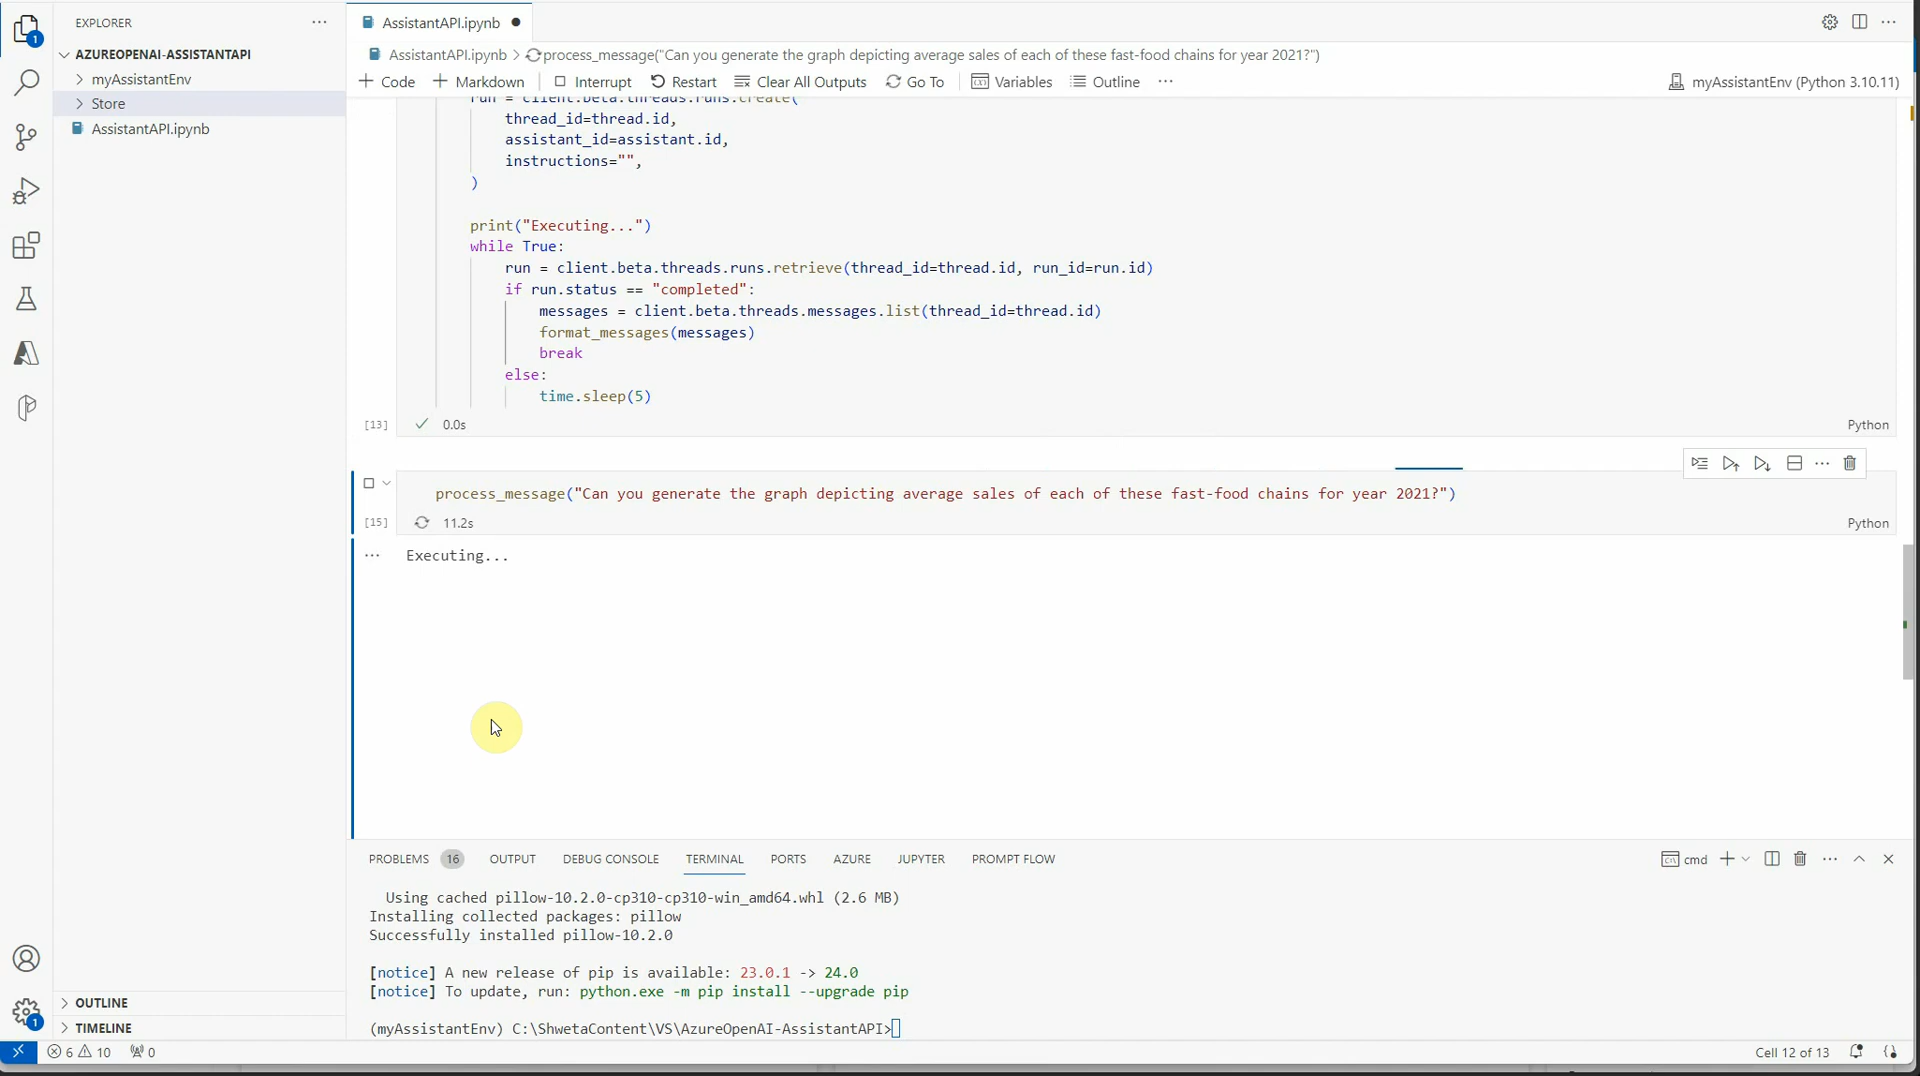 EXPLORER
AssistantAPI.ipynb
AZUREOPENAI-ASSISTANTAPI
myAssistantEnv
Store
AssistantAPI.ipynb
AssistantAPI.ipynb > process_message("Can you generate the graph depicting average sales of each of these fast-food chains for year 2021?")
+ Code + Markdown Interrupt Restart Clear All Outputs Go To Variables Outline ... myAssistantEnv (Python 3.10.11)
run = client.beta.threads.runs.create(
thread_id=thread.id,
assistant_id=assistant.id,
instructions="",
)
print("Executing...")
while True:
run = client.beta.threads.runs.retrieve(thread_id=thread.id, run_id=run.id)
if run.status == "completed":
messages = client.beta.threads.messages.list(thread_id=thread.id)
format_messages(messages)
break
else:
time.sleep(5)
[13] 0.0s Python
process_message("Can you generate the graph depicting average sales of each of these fast-food chains for year 2021?")
[15] 11.2s Python
... Executing...
PROBLEMS 16 OUTPUT DEBUG CONSOLE TERMINAL PORTS AZURE JUPYTER PROMPT FLOW cmd
Using cached pillow-10.2.0-cp310-cp310-win_amd64.whl (2.6 MB)
Installing collected packages: pillow
Successfully installed pillow-10.2.0
[notice] A new release of pip is available: 23.0.1 -> 24.0
[notice] To update, run: python.exe -m pip install --upgrade pip
(myAssistantEnv) C:\ShwetaContent\VS\AzureOpenAI-AssistantAPI>
OUTLINE
TIMELINE
1
1
6 10 0 Cell 12 of 13